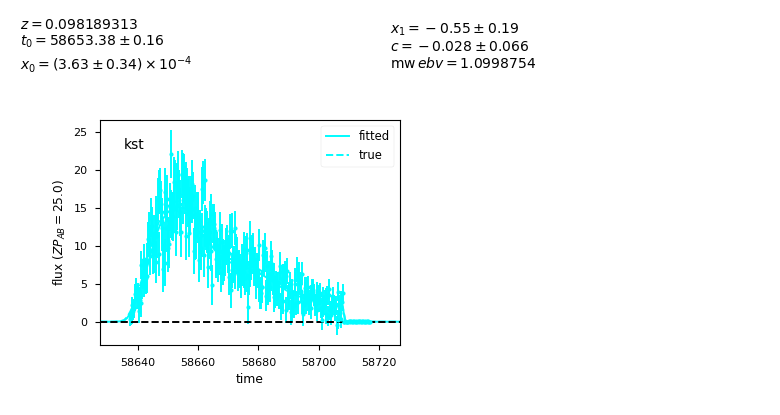 z = 0.098189313
t₀ = 58653.38 ± 0.16
x₀ = (3.63 ± 0.34) × 10⁻⁴
x₁ = −0.55 ± 0.19
c = −0.028 ± 0.066
mw ebv = 1.0998754
kst
fitted
true
flux (ZP_AB = 25.0)
25
20
15
10
5
0
58640 58660 58680 58700 58720
time